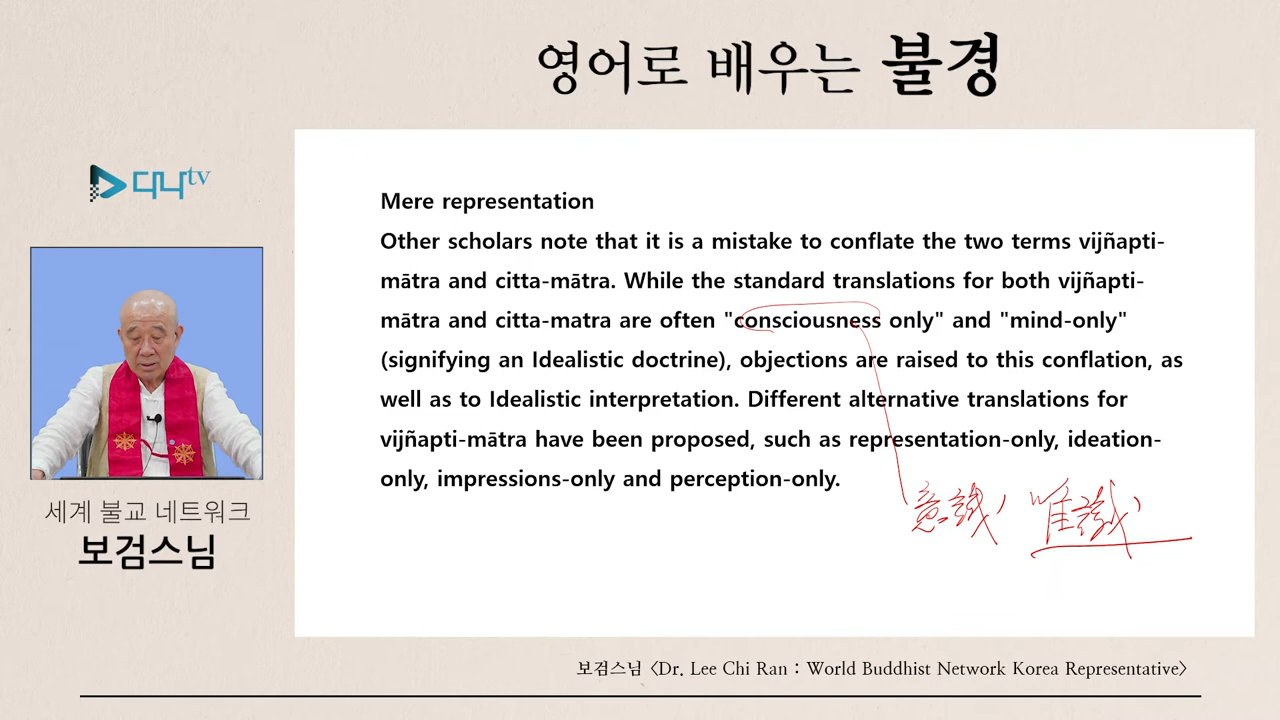 영어로 배우는 불경
디나tv
Mere representation
Other scholars note that it is a mistake to conflate the two terms vijñapti-
mātra and citta-mātra. While the standard translations for both vijñapti-
mātra and citta-matra are often "consciousness only" and "mind-only"
(signifying an Idealistic doctrine), objections are raised to this conflation, as
well as to Idealistic interpretation. Different alternative translations for
vijñapti-mātra have been proposed, such as representation-only, ideation-
only, impressions-only and perception-only.
意識, 唯識,
세계 불교 네트워크
보검스님
보검스님 <Dr. Lee Chi Ran : World Buddhist Network Korea Representative>